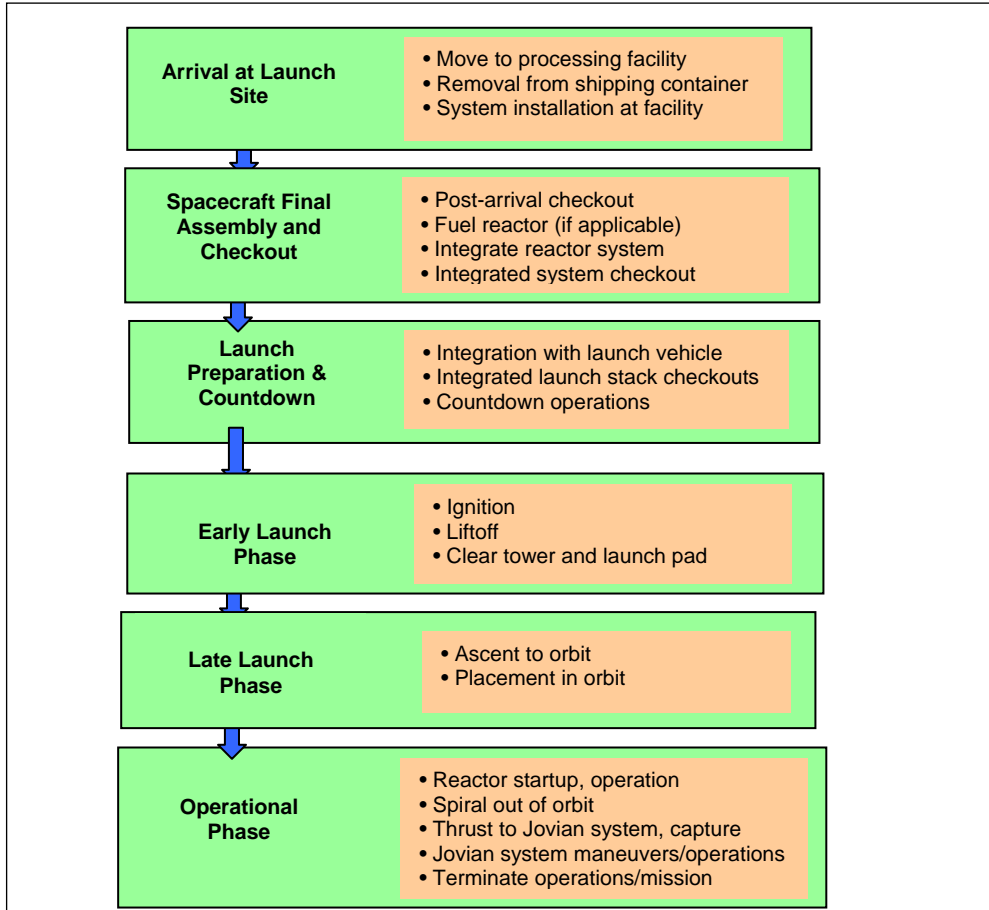 Arrival at Launch
Site
• Move to processing facility
• Removal from shipping container
• System installation at facility
Spacecraft Final
Assembly and
Checkout
• Post-arrival checkout
• Fuel reactor (if applicable)
• Integrate reactor system
• Integrated system checkout
Launch
Preparation &
Countdown
• Integration with launch vehicle
• Integrated launch stack checkouts
• Countdown operations
Early Launch
Phase
• Ignition
• Liftoff
• Clear tower and launch pad
Late Launch
Phase
• Ascent to orbit
• Placement in orbit
Operational
Phase
• Reactor startup, operation
• Spiral out of orbit
• Thrust to Jovian system, capture
• Jovian system maneuvers/operations
• Terminate operations/mission